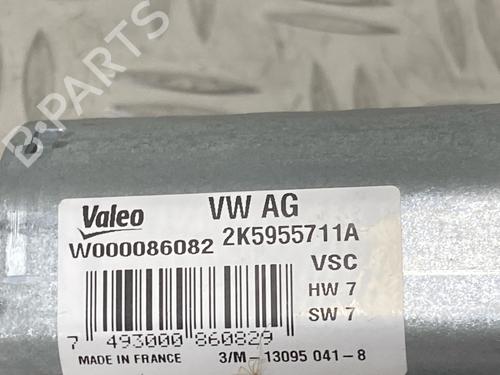 B-PARTS
Valeo
VW AG
W000086082
2K5955711A
VSC
HW 7
SW 7
7 493000 860829
MADE IN FRANCE
3/M-13095 041-8